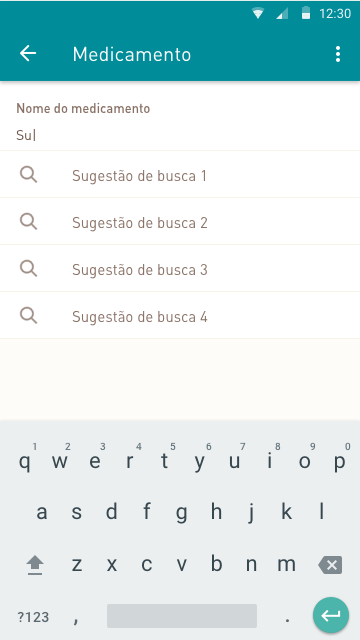 12:30
Medicamento
Nome do medicamento
Su
Sugestão de busca 1
Sugestão de busca 2
Sugestão de busca 3
Sugestão de busca 4
1 2 3 4 5 6 7 8 9 0
q w e r t y u i o p
a s d f g h j k l
z x c v b n m
?123 , .